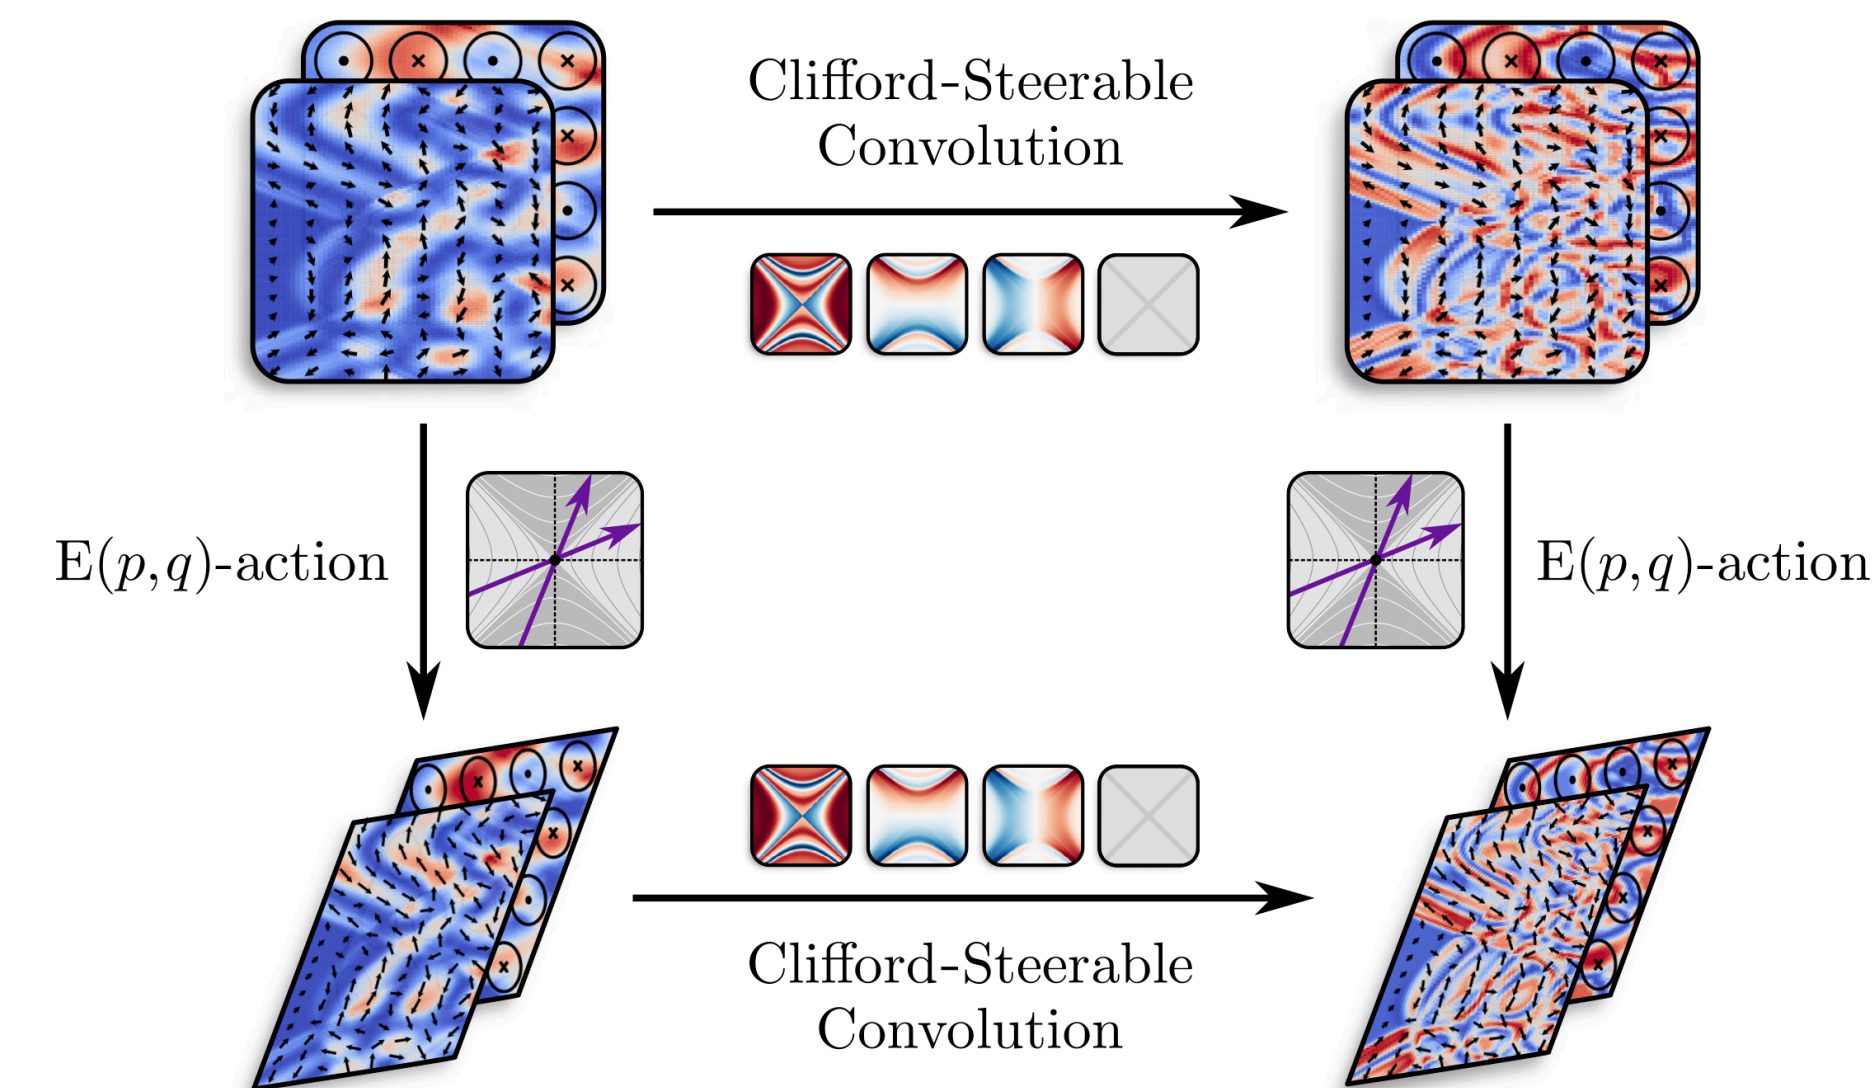 Clifford-Steerable
Convolution
E(p,q)-action
E(p,q)-action
Clifford-Steerable
Convolution